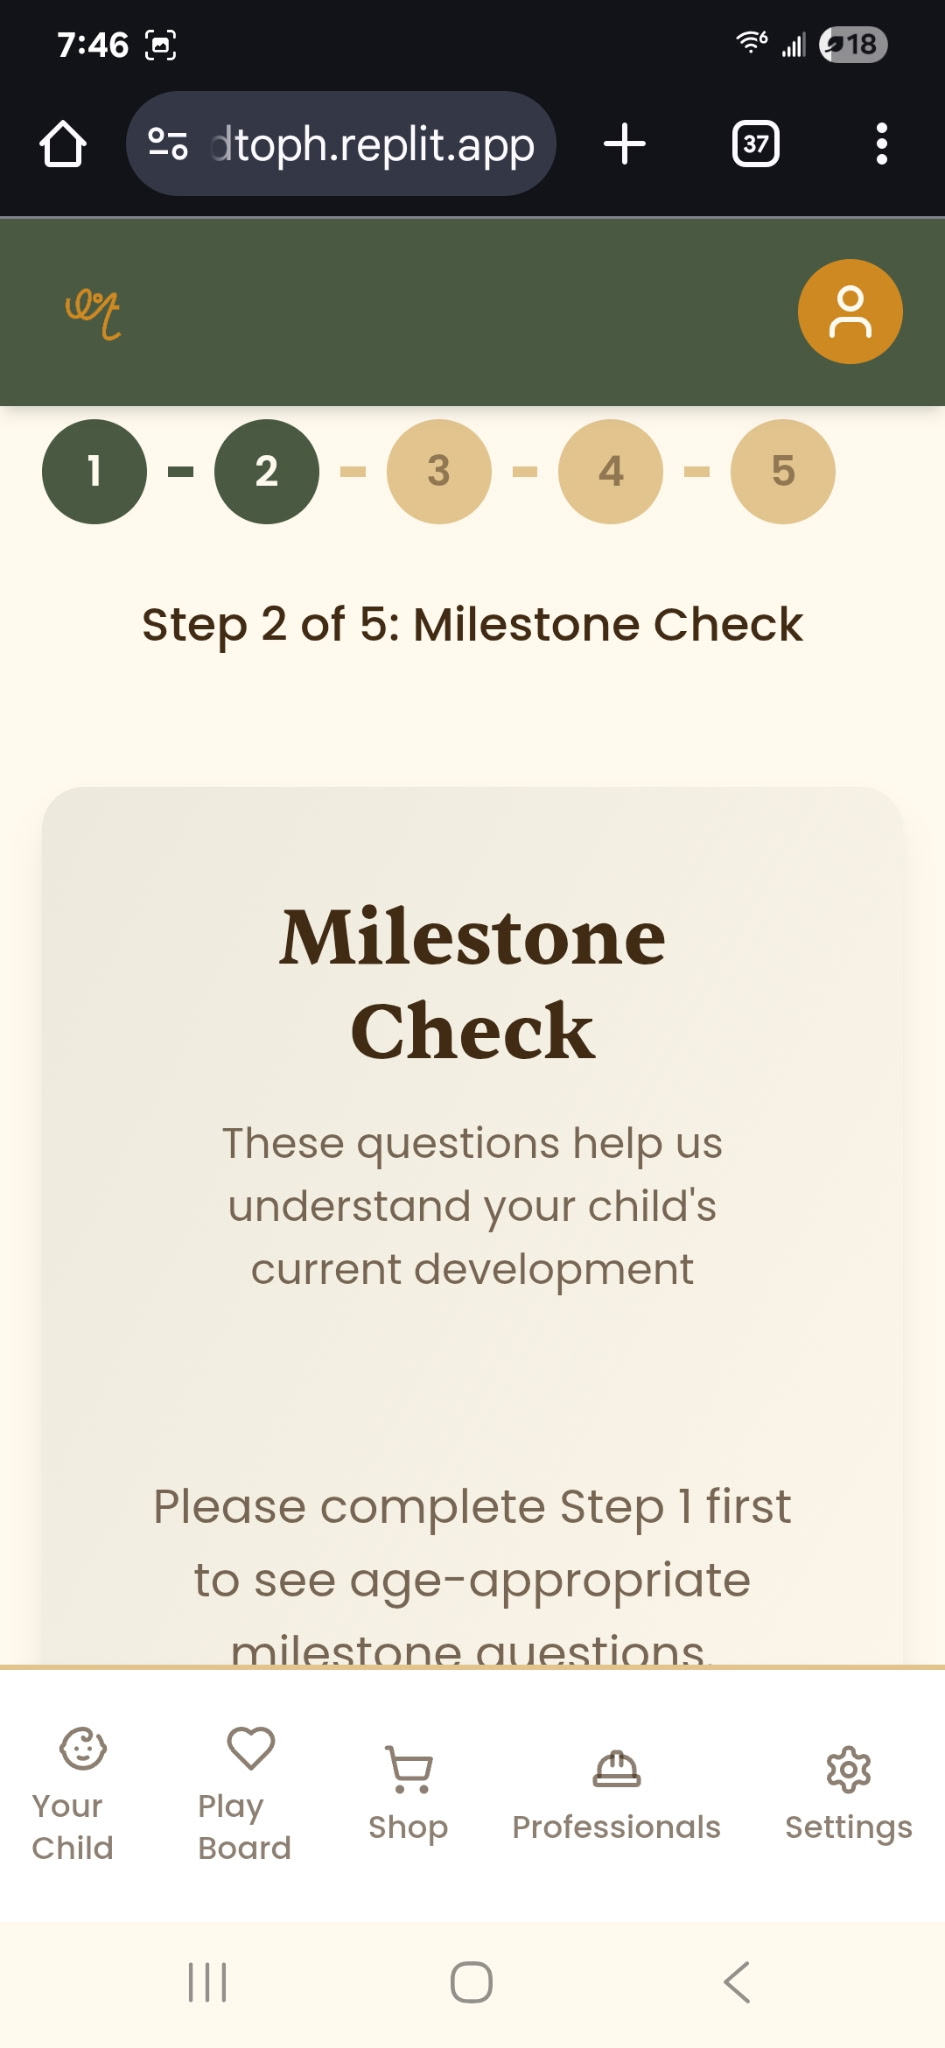 7:46
6
18
dtoph.replit.app
37
1 - 2 - 3 - 4 - 5
Step 2 of 5: Milestone Check
Milestone
Check
These questions help us
understand your child's
current development
Please complete Step 1 first
to see age-appropriate
milestone questions.
Your
Child
Play
Board
Shop
Professionals
Settings